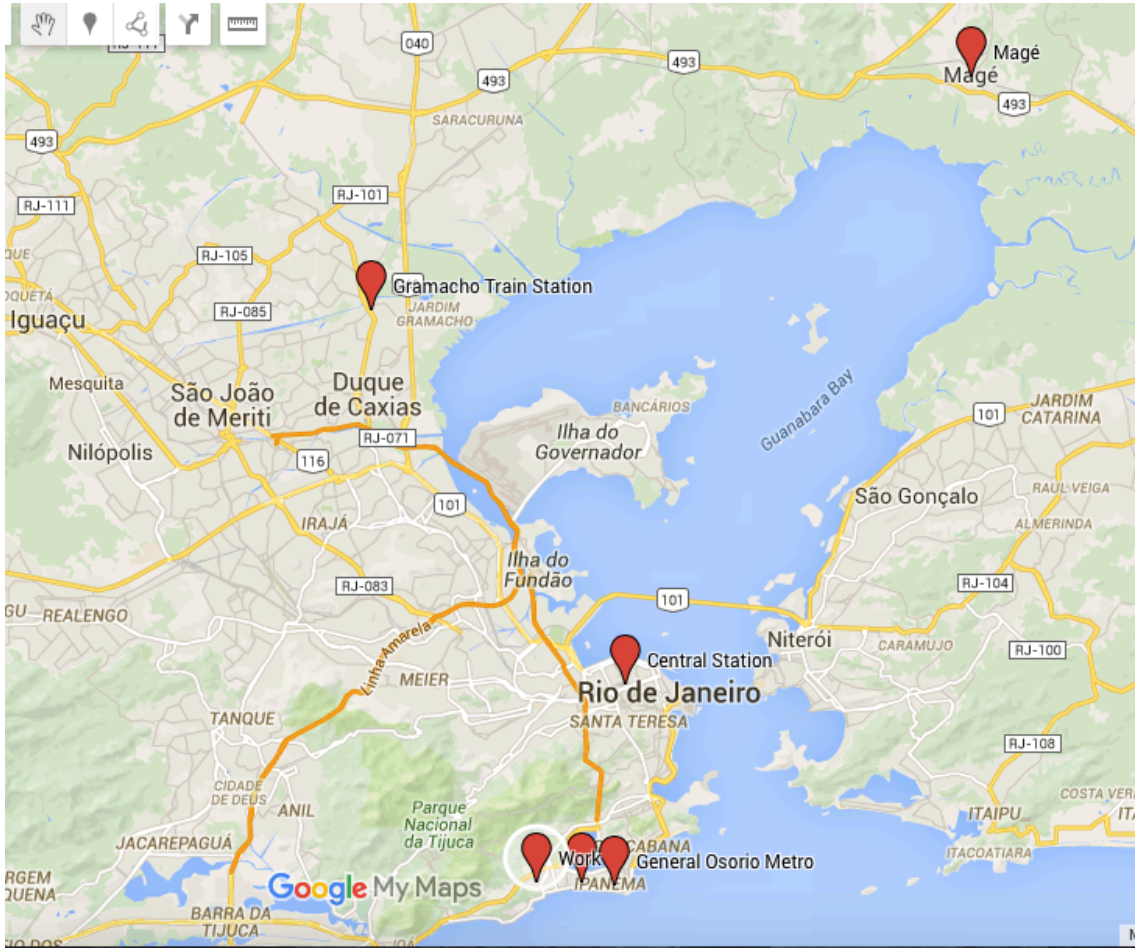 040
493
493
Magé
Magé
493
SARACURUNA
493
RJ-101
RJ-111
RJ-105
Gramacho Train Station
JARDIM
GRAMACHO
RJ-085
Iguaçu
Mesquita
São João
de Meriti
Duque
de Caxias
BANCÁRIOS
Guanabara Bay
101
JARDIM
CATARINA
RJ-071
Ilha do
Governador
Nilópolis
116
101
São Gonçalo
RAUL VEIGA
IRAJÁ
ALMERINDA
Ilha do
Fundão
RJ-083
RJ-104
REALENGO
101
Niterói
CARAMUJO
RJ-100
Linha Amarela
Central Station
MEIER
Rio de Janeiro
SANTA TERESA
TANQUE
RJ-108
CIDADE
DE DEUS
ANIL
Parque
Nacional
da Tijuca
ITAIPU
JACAREPAGUÁ
ITACOATIARA
Work
General Osorio Metro
IPANEMA
Google My Maps
BARRA DA
TIJUCA